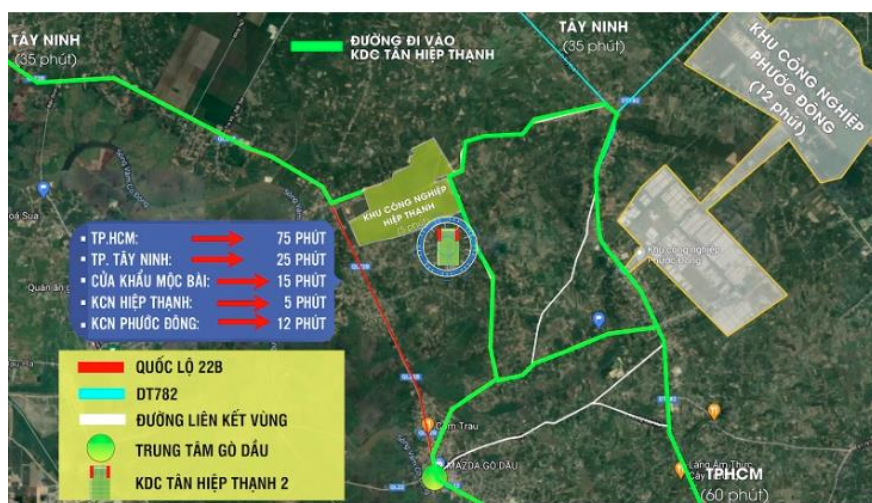 TÂY NINH
(35 phút)
ĐƯỜNG ĐI VÀO
KDC TÂN HIỆP THẠNH
TÂY NINH
(35 phút)
KHU CÔNG NGHIỆP
PHƯỚC ĐÔNG
(12 phút)
KHU CÔNG NGHIỆP
HIỆP THẠNH
(5 phút)
Khu công nghiệp
Phước Đông
TP.HCM: 75 PHÚT
TP. TÂY NINH: 25 PHÚT
CỬA KHẨU MỘC BÀI: 15 PHÚT
KCN HIỆP THẠNH: 5 PHÚT
KCN PHƯỚC ĐÔNG: 12 PHÚT
QUỐC LỘ 22B
DT782
ĐƯỜNG LIÊN KẾT VÙNG
TRUNG TÂM GÒ DẦU
KDC TÂN HIỆP THẠNH 2
MAZDA GÒ DẦU
TPHCM
(60 phút)